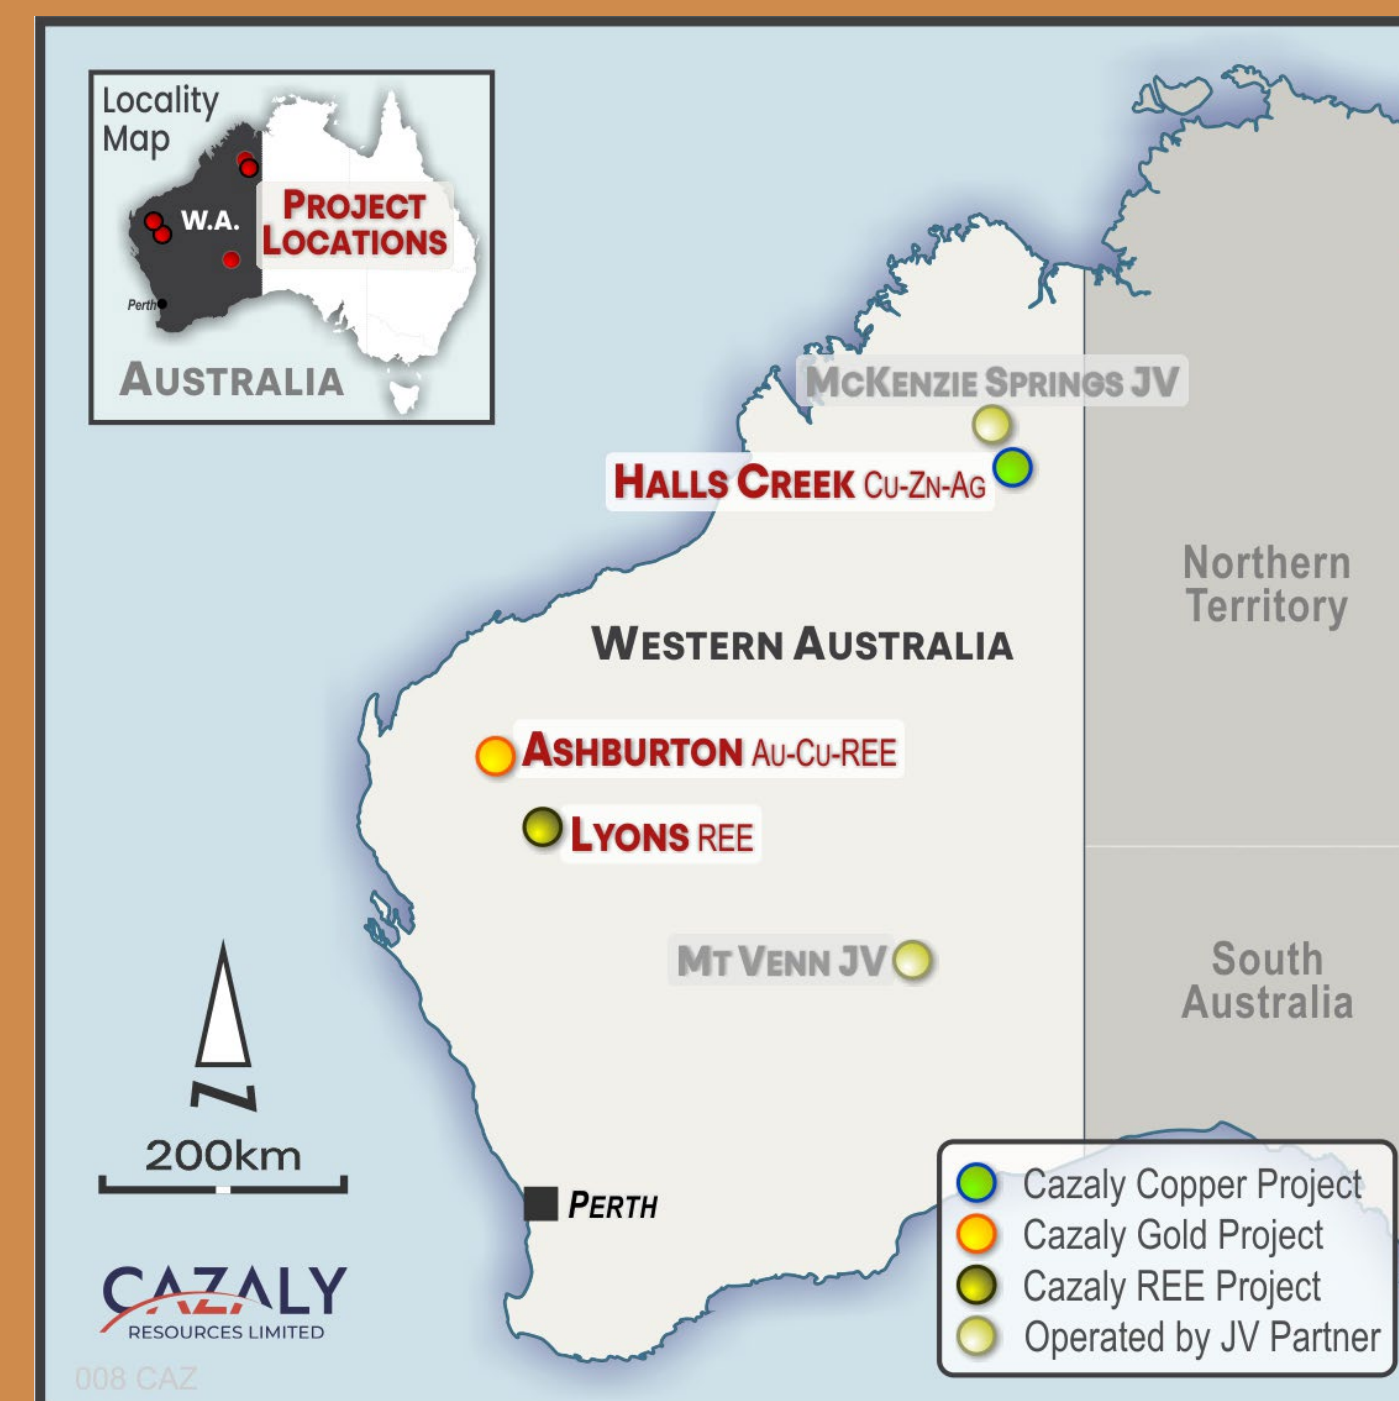 Locality
Map
W.A.
PROJECT
LOCATIONS
Perth
AUSTRALIA
MCKENZIE SPRINGS JV
HALLS CREEK CU-ZN-AG
Northern
Territory
WESTERN AUSTRALIA
ASHBURTON AU-CU-REE
LYONS REE
MT VENN JV
South
Australia
N
200km
PERTH
CAZALY
RESOURCES LIMITED
008 CAZ
Cazaly Copper Project
Cazaly Gold Project
Cazaly REE Project
Operated by JV Partner